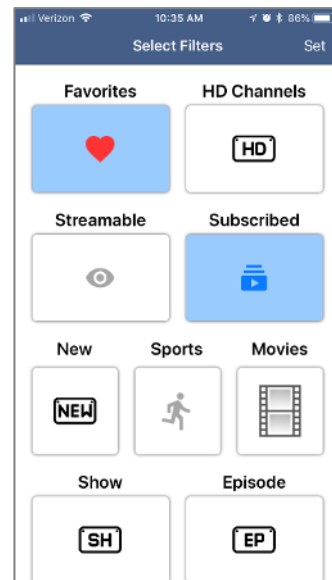 Verizon 10:35 AM 86%
Select Filters Set
Favorites HD Channels
HD
Streamable Subscribed
New Sports Movies
NEW
Show Episode
SH EP